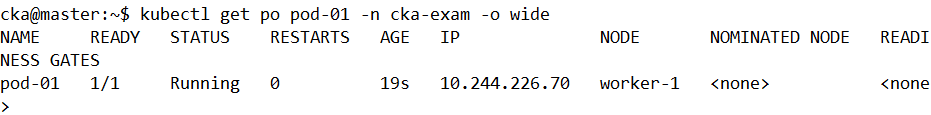 cka@master:~$ kubectl get po pod-01 -n cka-exam -o wide
NAME     READY   STATUS    RESTARTS   AGE   IP              NODE       NOMINATED NODE   READI
NESS GATES
pod-01   1/1     Running   0          19s   10.244.226.70   worker-1   <none>           <none
>